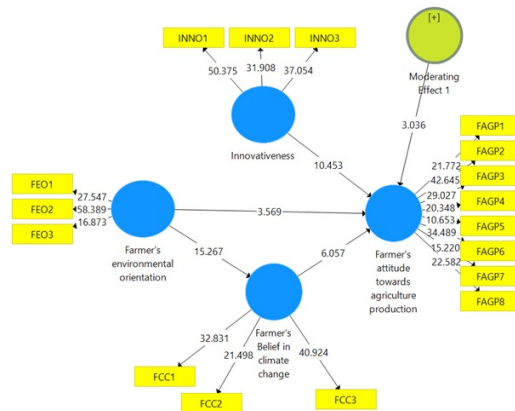 [+]
INNO1
INNO2
INNO3
50.375
31.908
37.054
Moderating
Effect 1
3.036
Innovativeness
10.453
FAGP1
FAGP2
FAGP3
FAGP4
FAGP5
FAGP6
FAGP7
FAGP8
21.772
42.645
29.027
20.348
10.653
34.489
15.220
22.582
FEO1
FEO2
FEO3
27.547
58.389
16.873
3.569
Farmer's
environmental
orientation
Farmer's
attitude
towards
agriculture
production
15.267
6.057
Farmer's
Belief in
climate
change
32.831
21.498
40.924
FCC1
FCC2
FCC3